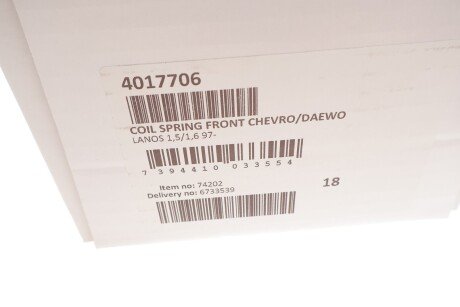 4017706
COIL SPRING FRONT CHEVRO/DAEWO
LANOS 1,5/1,6 97-
7 394410 033554
Item no: 74202
Delivery no: 6733539
18